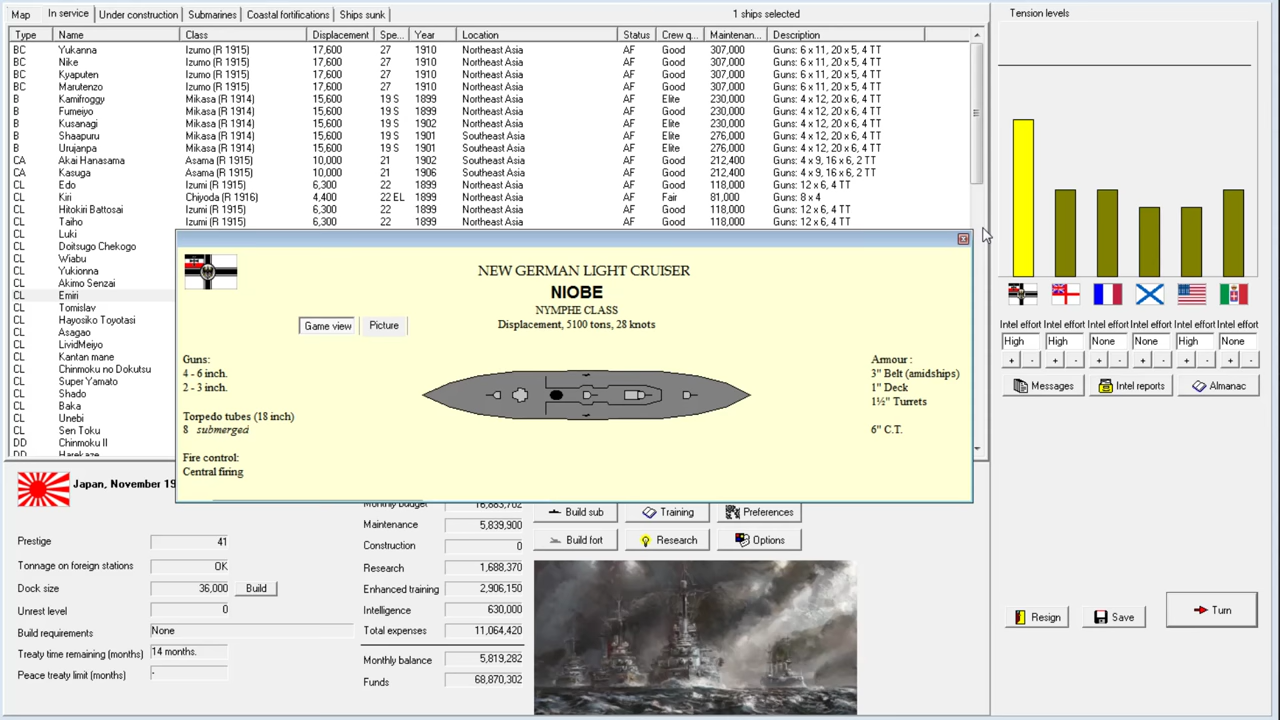 Map In service Under construction Submarines Coastal fortifications Ships sunk 1 ships selected
Type Name Class Displacement Spe... Year Location Status Crew q... Maintenan... Description
BC Yukanna Izumo (R 1915) 17,600 27 1910 Northeast Asia AF Good 307,000 Guns: 6 x 11, 20 x 5, 4 TT
BC Nike Izumo (R 1915) 17,600 27 1910 Northeast Asia AF Good 307,000 Guns: 6 x 11, 20 x 5, 4 TT
BC Kyaputen Izumo (R 1915) 17,600 27 1910 Northeast Asia AF Good 307,000 Guns: 6 x 11, 20 x 5, 4 TT
BC Marutenzo Izumo (R 1915) 17,600 27 1910 Northeast Asia AF Good 307,000 Guns: 6 x 11, 20 x 5, 4 TT
B Kamifroggy Mikasa (R 1914) 15,600 19 S 1899 Northeast Asia AF Elite 230,000 Guns: 4 x 12, 20 x 6, 2 TT
B Fumeiyo Mikasa (R 1914) 15,600 19 S 1899 Northeast Asia AF Good 230,000 Guns: 4 x 12, 20 x 6, 2 TT
B Kusanagi Mikasa (R 1914) 15,600 19 S 1902 Northeast Asia AF Elite 230,000 Guns: 4 x 12, 20 x 6, 2 TT
B Shaapuru Mikasa (R 1914) 15,600 19 S 1901 Southeast Asia AF Elite 276,000 Guns: 4 x 12, 20 x 6, 2 TT
B Urujanpa Mikasa (R 1914) 15,600 19 S 1901 Southeast Asia AF Elite 276,000 Guns: 4 x 12, 20 x 6, 2 TT
CA Akai Hanasama Asama (R 1915) 10,000 21 1902 Southeast Asia AF Good 212,400 Guns: 4 x 9, 16 x 6, 2 TT
CA Kasuga Asama (R 1915) 10,000 21 1906 Southeast Asia AF Good 212,400 Guns: 4 x 9, 16 x 6, 2 TT
CL Edo Izumi (R 1915) 6,300 22 1899 Northeast Asia AF Good 118,000 Guns: 12 x 6, 4 TT
CL Kiri Chiyoda (R 1916) 4,400 22 EL 1899 Northeast Asia AF Fair 81,000 Guns: 8 x 4
CL Hitokiri Battosai Izumi (R 1915) 6,300 22 1899 Northeast Asia AF Good 118,000 Guns: 12 x 6, 4 TT
CL Taiho Izumi (R 1915) 6,300 22 1899 Northeast Asia AF Good 118,000 Guns: 12 x 6, 4 TT
CL Luki
CL Doitsugo Chekogo
CL Wiabu
CL Yukionna
CL Akimo Senzai
CL Emiri
CL Tomislav
CL Hayosiko Toyotasi
CL Asagao
CL LividMeiyo
CL Kantan mane
CL Chinmoku no Dokutsu
CL Super Yamato
CL Shado
CL Baka
CL Unebi
CL Sen Toku
DD Chinmoku II
DD Harekaze
NEW GERMAN LIGHT CRUISER
NIOBE
NYMPHE CLASS
Displacement, 5100 tons, 28 knots
Game view Picture
Guns:
4 - 6 inch.
2 - 3 inch.
Torpedo tubes (18 inch)
8 submerged
Fire control:
Central firing
Armour :
3" Belt (amidships)
1" Deck
1½" Turrets
6" C.T.
Tension levels
Intel effort Intel effort Intel effort Intel effort Intel effort Intel effort
High High None None High None
+ - + - + - + - + - + -
Messages Intel reports Almanac
Japan, November 19
Prestige 41
Tonnage on foreign stations OK
Dock size 36,000 Build
Unrest level 0
Build requirements None
Treaty time remaining (months) 14 months.
Peace treaty limit (months) -
Monthly budget 16,883,702
Maintenance 5,839,900
Construction 0
Research 1,688,370
Enhanced training 2,906,150
Intelligence 630,000
Total expenses 11,064,420
Monthly balance 5,819,282
Funds 68,870,302
Build sub Training Preferences
Build fort Research Options
Resign Save Turn